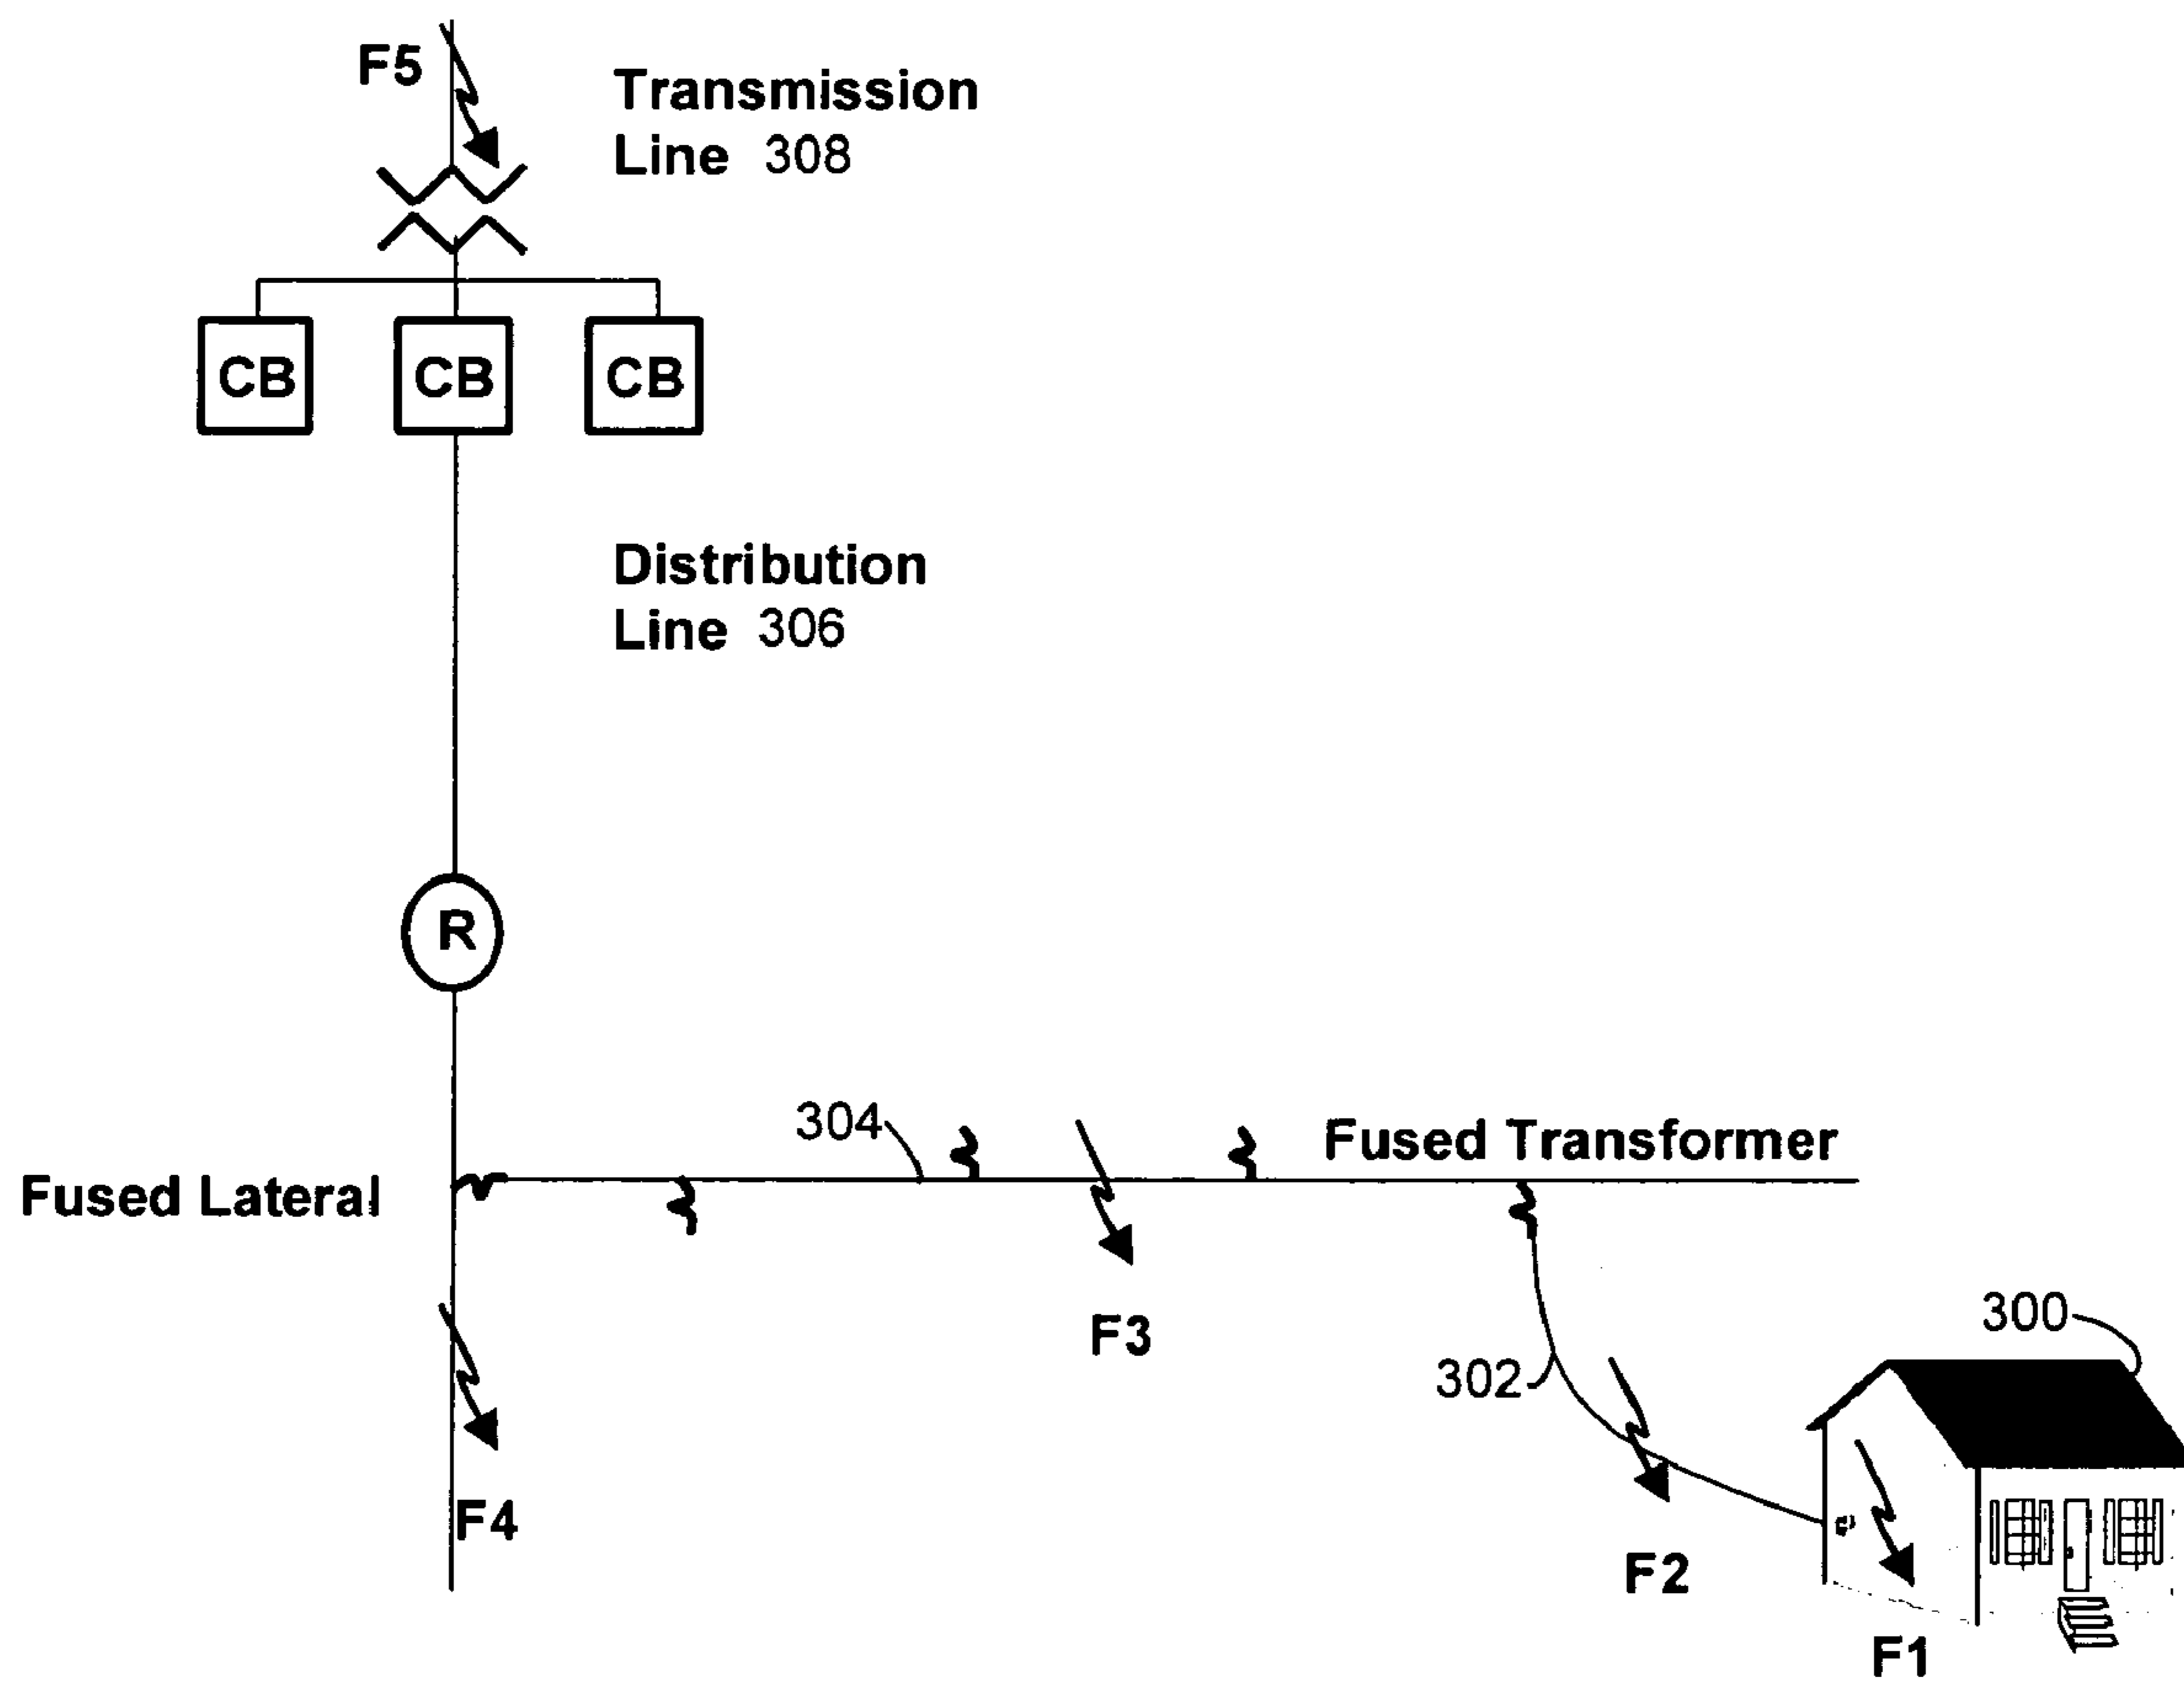 F5
Transmission
Line 308
CB CB CB
Distribution
Line 306
R
304
Fused Transformer
Fused Lateral
300
F3
302
F4
F2
F1